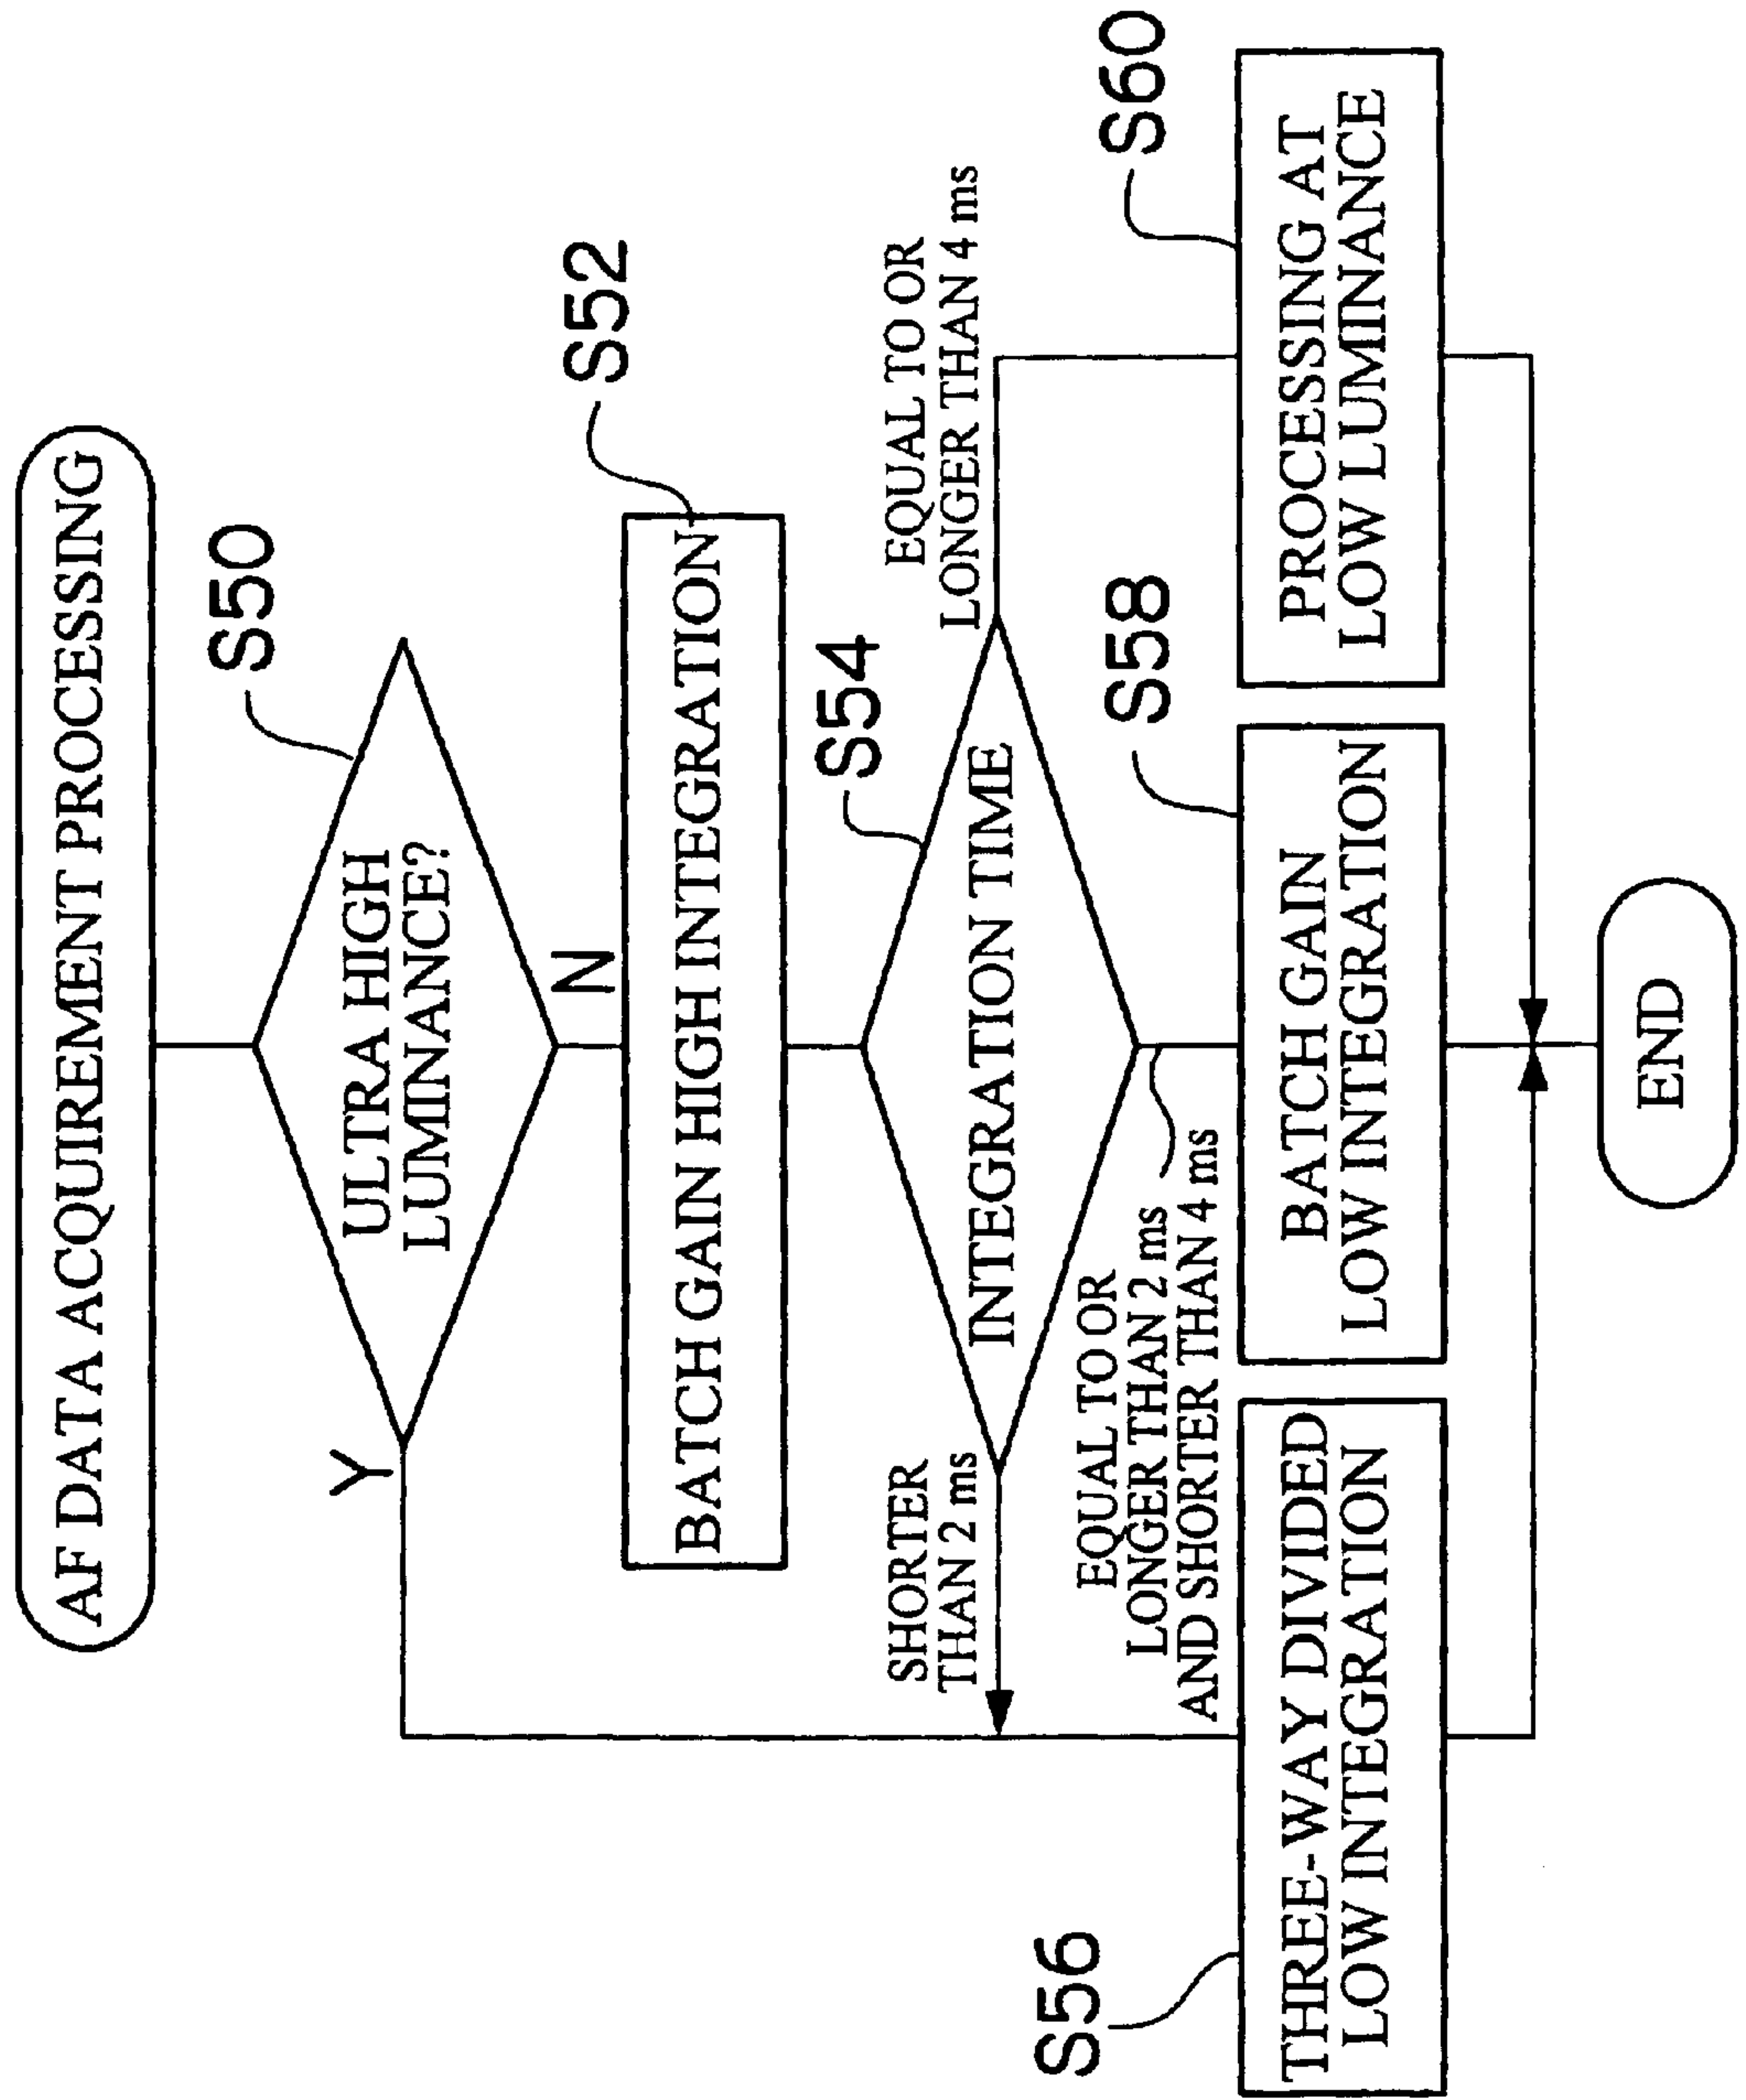 AF DATA ACQUIREMENT PROCESSING
S50
ULTRA HIGH
LUMINANCE?
Y
N
S52
BATCH GAIN HIGH INTEGRATION
S54
INTEGRATION TIME
SHORTER
THAN 2 ms
EQUAL TO OR
LONGER THAN 2 ms
AND SHORTER THAN 4 ms
EQUAL TO OR
LONGER THAN 4 ms
S56
THREE-WAY DIVIDED
LOW INTEGRATION
S58
BATCH GAIN
LOW INTEGRATION
S60
PROCESSING AT
LOW LUMINANCE
END